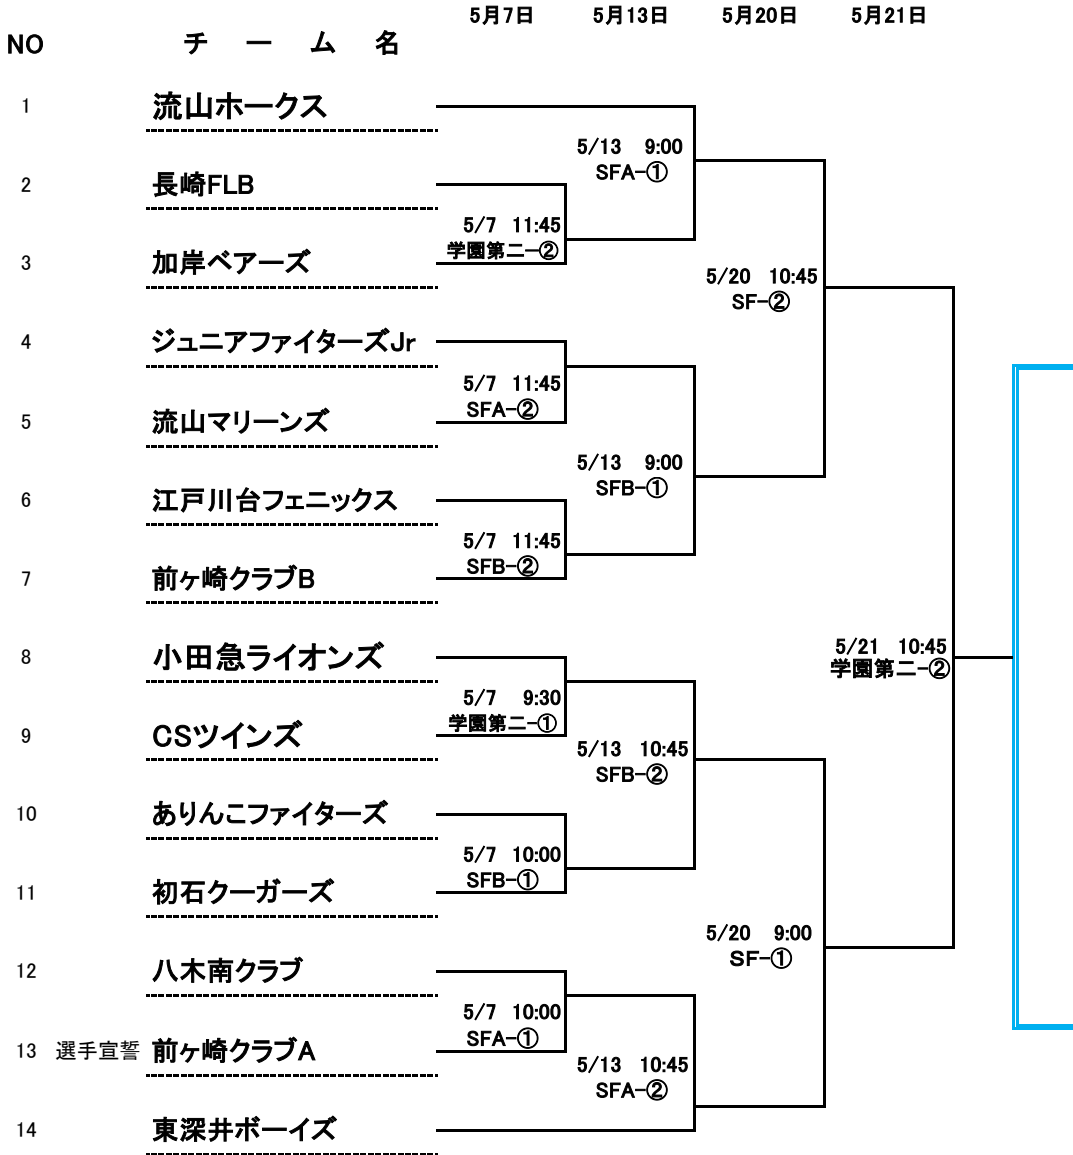 5月7日 5月13日 5月20日 5月21日
NO チーム名
1 流山ホークス
5/13 9:00
SFA-①
2 長崎FLB
5/7 11:45
学園第二-②
3 加岸ベアーズ
5/20 10:45
SF-②
4 ジュニアファイターズJr
5/7 11:45
SFA-②
5 流山マリーンズ
5/13 9:00
SFB-①
6 江戸川台フェニックス
5/7 11:45
SFB-②
7 前ヶ崎クラブB
5/21 10:45
学園第二-②
8 小田急ライオンズ
5/7 9:30
学園第二-①
9 CSツインズ
5/13 10:45
SFB-②
10 ありんこファイターズ
5/7 10:00
SFB-①
11 初石クーガーズ
5/20 9:00
SF-①
12 八木南クラブ
5/7 10:00
SFA-①
13 選手宣誓 前ヶ崎クラブA
5/13 10:45
SFA-②
14 東深井ボーイズ